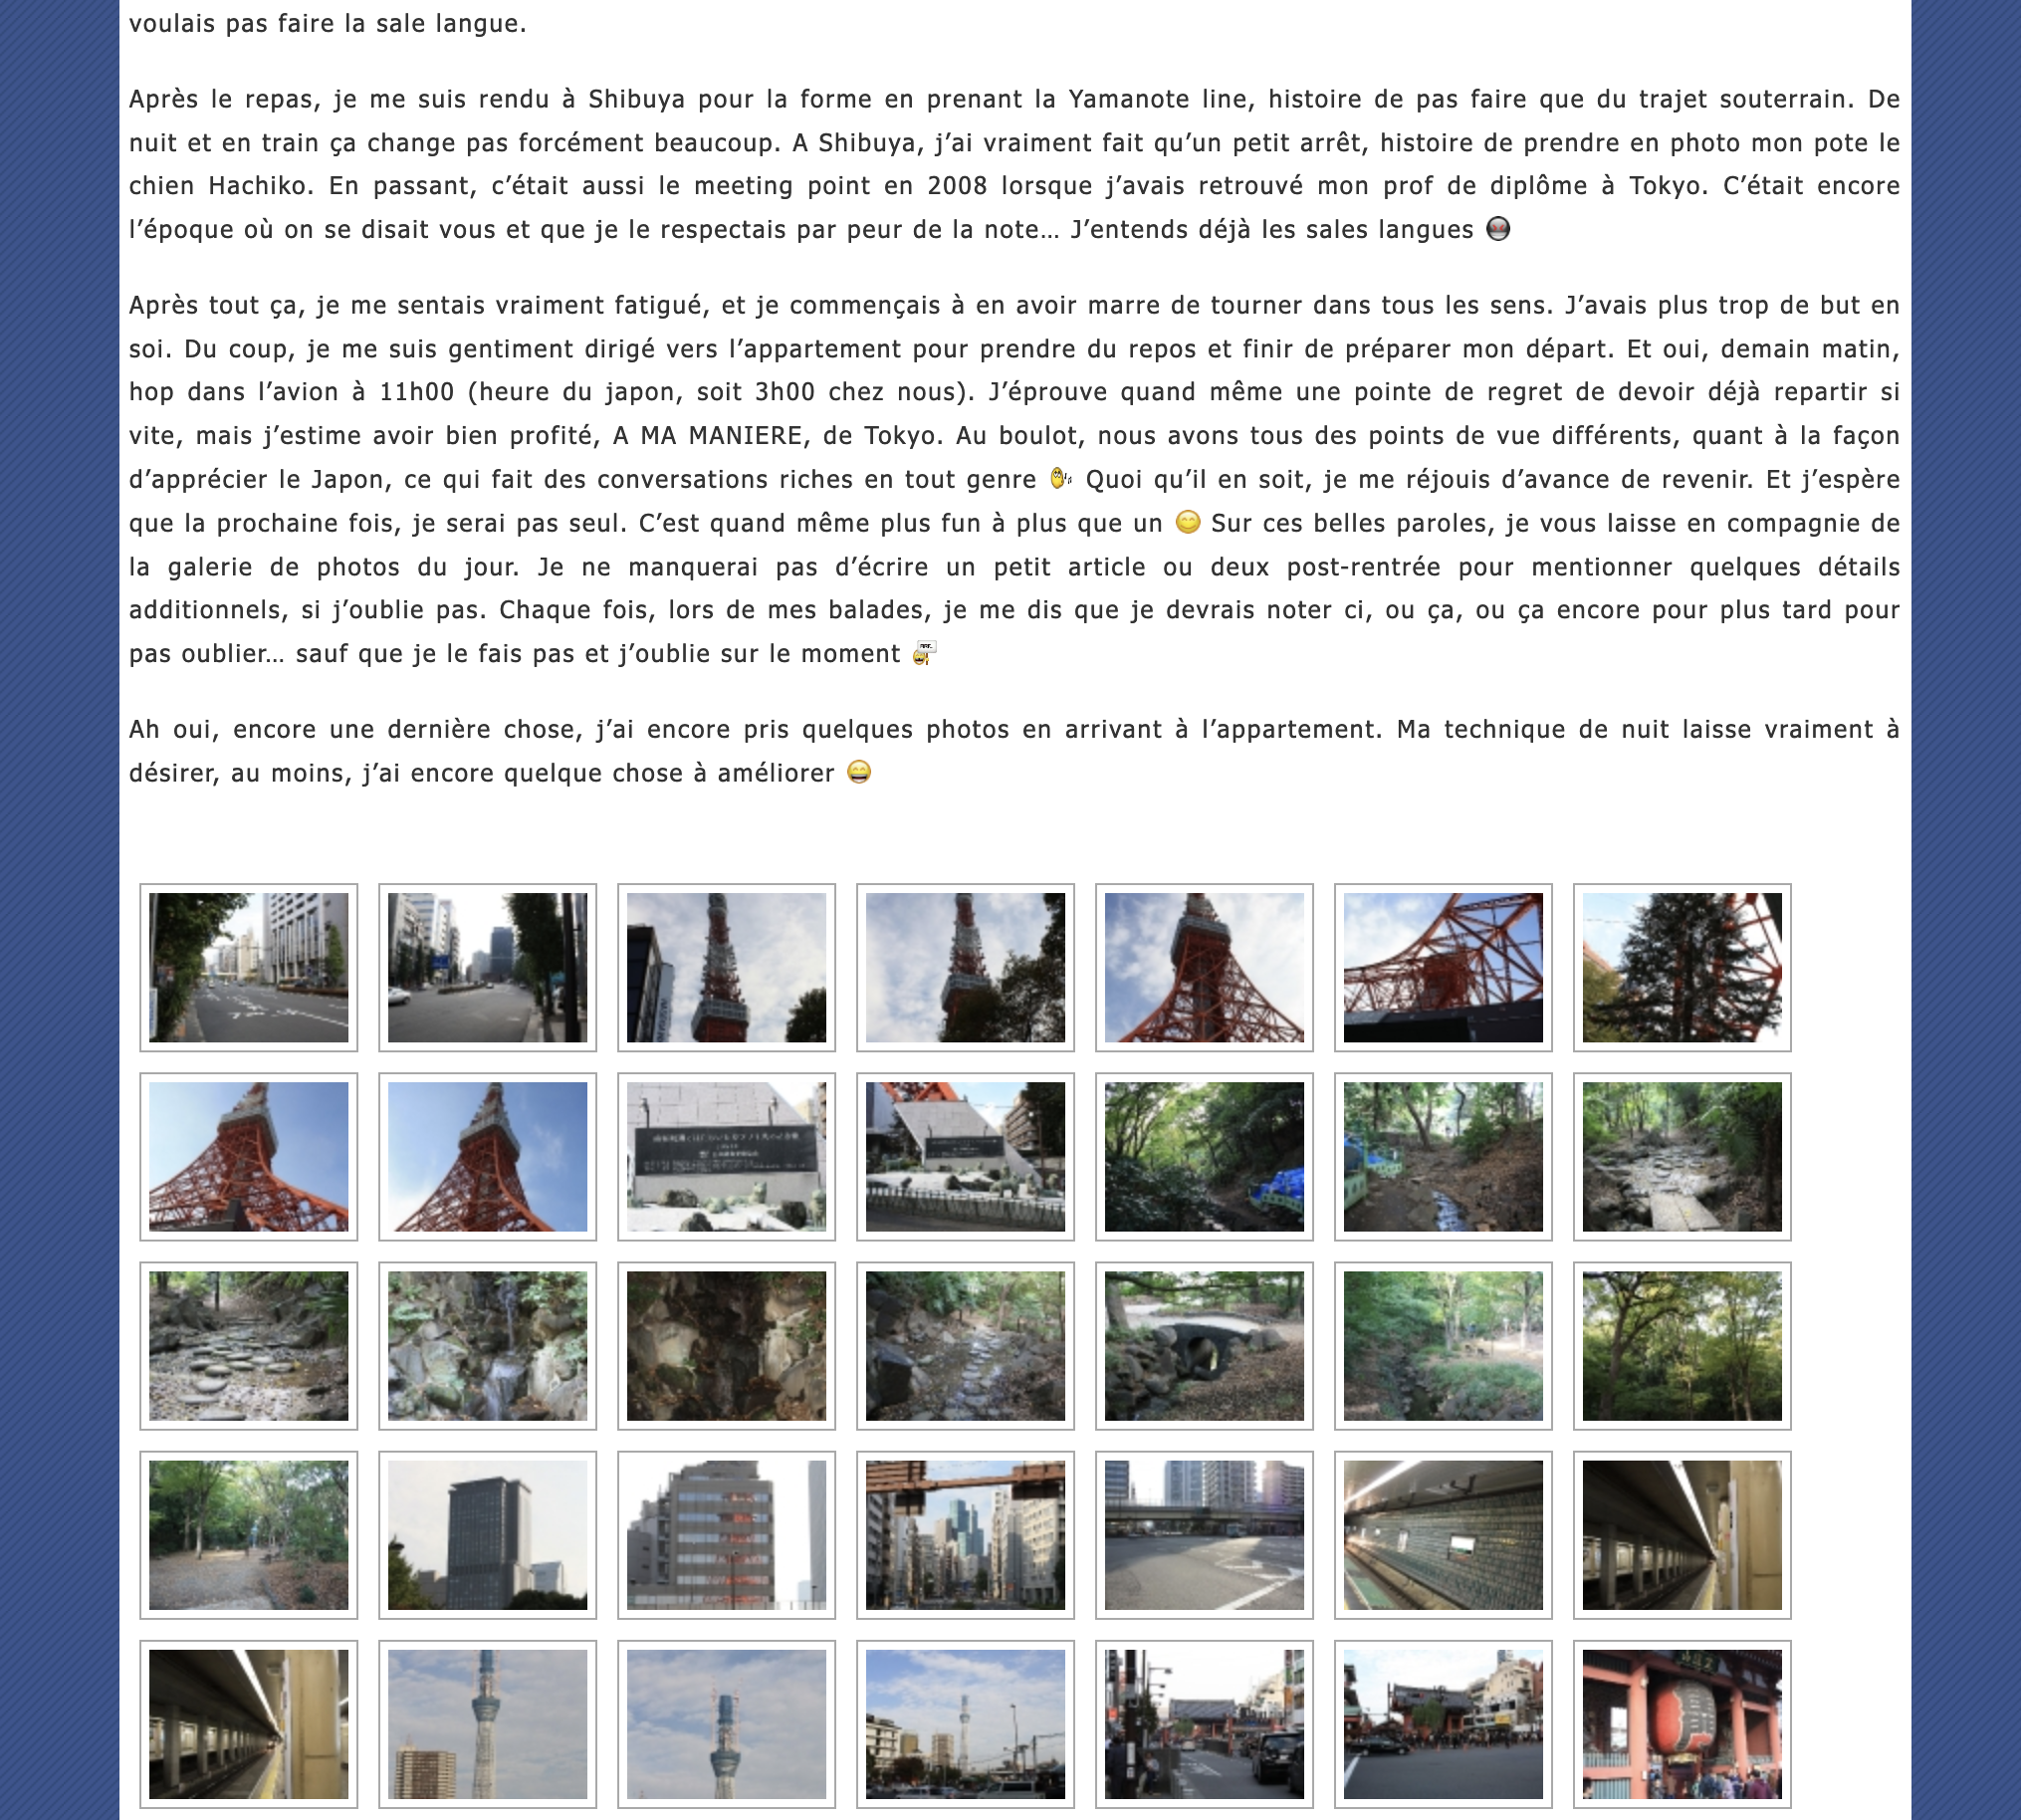 voulais pas faire la sale langue.
Après le repas, je me suis rendu à Shibuya pour la forme en prenant la Yamanote line, histoire de pas faire que du trajet souterrain. De
nuit et en train ça change pas forcément beaucoup. A Shibuya, j’ai vraiment fait qu’un petit arrêt, histoire de prendre en photo mon pote le
chien Hachiko. En passant, c’était aussi le meeting point en 2008 lorsque j’avais retrouvé mon prof de diplôme à Tokyo. C’était encore
l’époque où on se disait vous et que je le respectais par peur de la note… J’entends déjà les sales langues
Après tout ça, je me sentais vraiment fatigué, et je commençais à en avoir marre de tourner dans tous les sens. J’avais plus trop de but en
soi. Du coup, je me suis gentiment dirigé vers l’appartement pour prendre du repos et finir de préparer mon départ. Et oui, demain matin,
hop dans l’avion à 11h00 (heure du japon, soit 3h00 chez nous). J’éprouve quand même une pointe de regret de devoir déjà repartir si
vite, mais j’estime avoir bien profité, A MA MANIERE, de Tokyo. Au boulot, nous avons tous des points de vue différents, quant à la façon
d’apprécier le Japon, ce qui fait des conversations riches en tout genre Quoi qu’il en soit, je me réjouis d’avance de revenir. Et j’espère
que la prochaine fois, je serai pas seul. C’est quand même plus fun à plus que un Sur ces belles paroles, je vous laisse en compagnie de
la galerie de photos du jour. Je ne manquerai pas d’écrire un petit article ou deux post-rentrée pour mentionner quelques détails
additionnels, si j’oublie pas. Chaque fois, lors de mes balades, je me dis que je devrais noter ci, ou ça, ou ça encore pour plus tard pour
pas oublier… sauf que je le fais pas et j’oublie sur le moment
Ah oui, encore une dernière chose, j’ai encore pris quelques photos en arrivant à l’appartement. Ma technique de nuit laisse vraiment à
désirer, au moins, j’ai encore quelque chose à améliorer